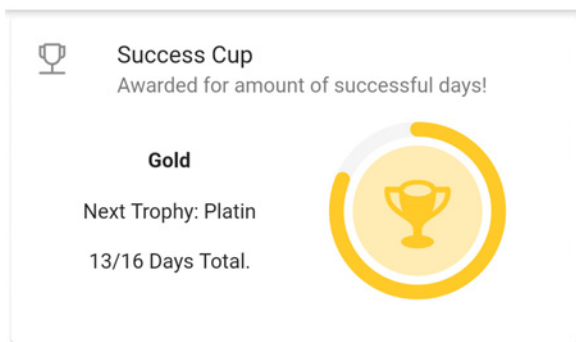 Success Cup
Awarded for amount of successful days!
Gold
Next Trophy: Platin
13/16 Days Total.